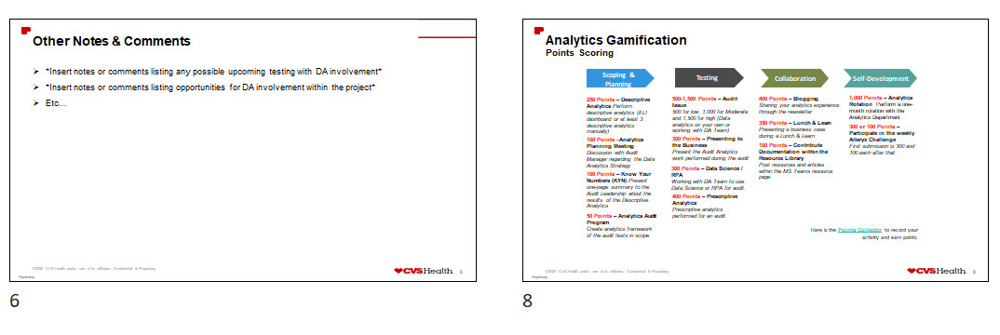 Other Notes & Comments
*Insert notes or comments listing any possible upcoming testing with DA involvement*
*Insert notes or comments listing opportunities for DA involvement within the project*
Etc...
©2020 CVS Health and/or one of its affiliates. Confidential & Proprietary.
CVSHealth. 6
Proprietary
6
Analytics Gamification
Points Scoring
Scoping &
Planning
250 Points – Descriptive
Analytics Perform
descriptive analytics (ELI
dashboard or at least 3
descriptive analytics
manually)
100 Points –Analytics
Planning Meeting
Discussion with Audit
Manager regarding the Data
Analytics Strategy
100 Points – Know Your
Numbers (KYN) Present
one-page summary to the
Audit Leadership about the
results of the Descriptive
Analytics
50 Points – Analytics Audit
Program
Create analytics framework
of the audit tests in scope
Testing
500-1,500 Points – Audit
Issue
500 for low, 1,000 for Moderate
and 1,500 for high (Data
analytics on your own or
working with DA Team)
300 Points – Presenting to
the Business
Present the Audit Analytics
work performed during the audit
300 Points – Data Science /
RPA
Working with DA Team to use
Data Science or RPA for audit.
400 Points – Prescriptive
Analytics
Prescriptive analytics
performed for an audit.
Collaboration
400 Points – Blogging
Sharing your analytics experience
through the newsletter
350 Points – Lunch & Learn
Presenting a business case
during a Lunch & Learn
100 Points – Contribute
Documentation within the
Resource Library
Post resources and articles
within the MS Teams resource
page
Self-Development
1,000 Points – Analytics
Rotation Perform a one-
month rotation with the
Analytics Department
300 or 100 Points –
Participate in the weekly
Alteryx Challenge
First submission is 300 and
100 each after that
Here is the Points Collector to record your
activity and earn points.
©2020 CVS Health and/or one of its affiliates. Confidential & Proprietary.
CVSHealth. 8
Proprietary
8